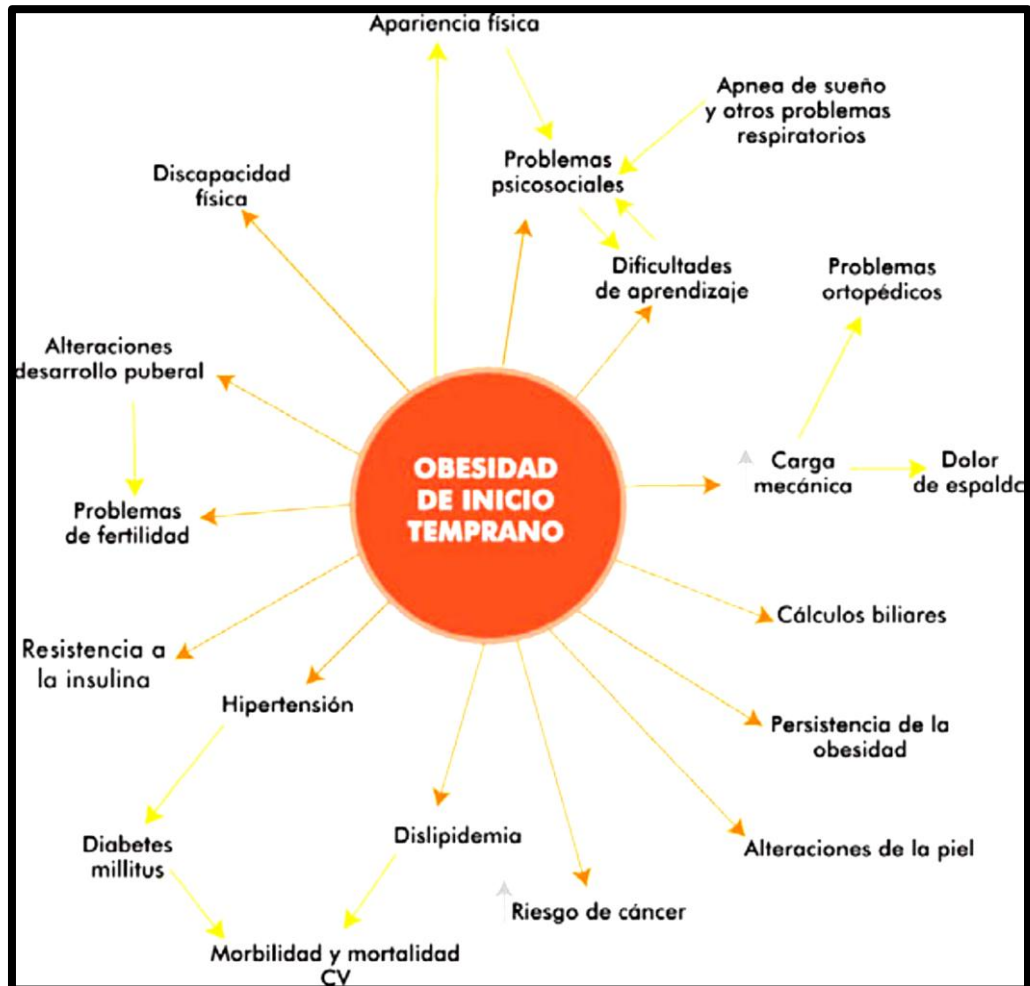 Apariencia física
Apnea de sueño
y otros problemas
respiratorios
Problemas
psicosociales
Discapacidad
física
Dificultades
de aprendizaje
Problemas
ortopédicos
Alteraciones
desarrollo puberal
OBESIDAD
DE INICIO
TEMPRANO
Carga
mecánica
Dolor
de espalda
Problemas
de fertilidad
Cálculos biliares
Resistencia a
la insulina
Hipertensión
Persistencia de la
obesidad
Diabetes
millitus
Dislipidemia
Alteraciones de la piel
Riesgo de cáncer
Morbilidad y mortalidad
CV